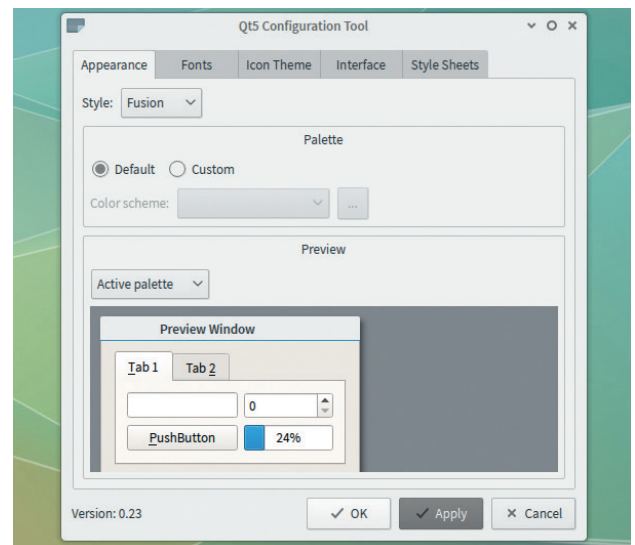 Qt5 Configuration Tool
Appearance Fonts Icon Theme Interface Style Sheets
Style: Fusion
Palette
Default Custom
Color scheme: ...
Preview
Active palette
Preview Window
Tab 1 Tab 2
0
PushButton 24%
Version: 0.23 OK Apply Cancel